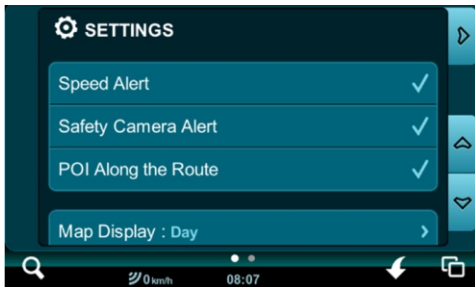 SETTINGS
Speed Alert
Safety Camera Alert
POI Along the Route
Map Display : Day
0 km/h
08:07